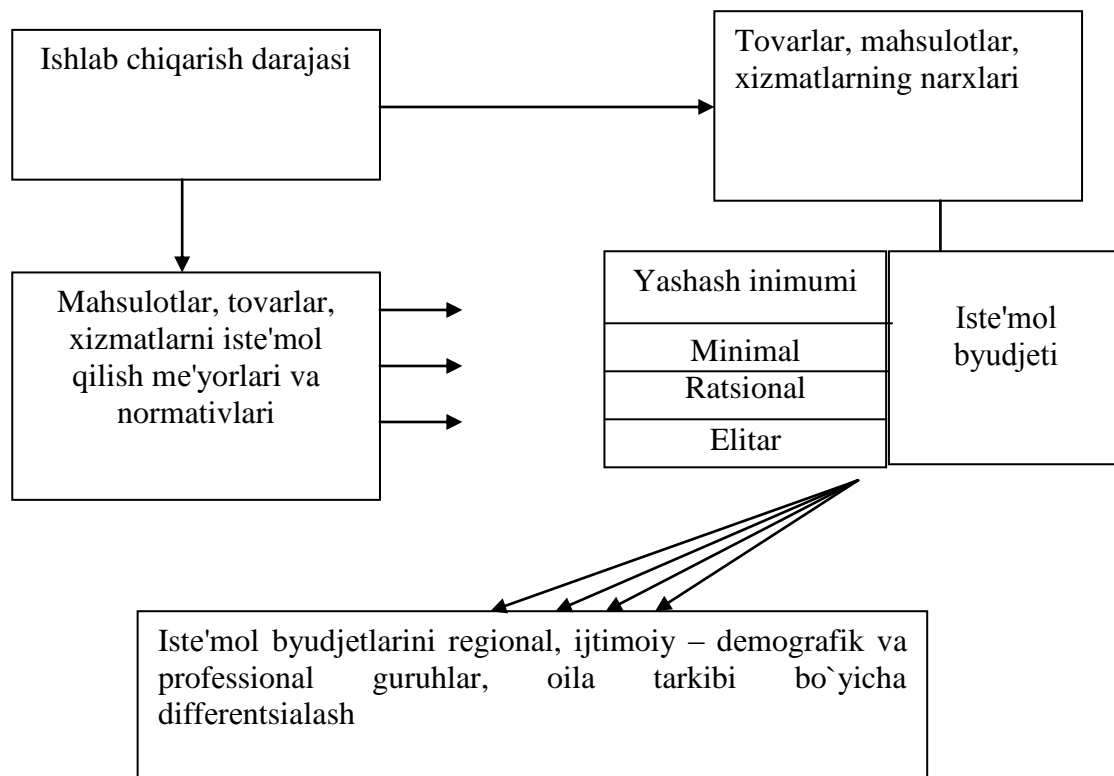 Ishlab chiqarish darajasi
Tovarlar, mahsulotlar,
xizmatlarning narxlari
Mahsulotlar, tovarlar,
xizmatlarni iste'mol
qilish me'yorlari va
normativlari
Yashash inimumi
Minimal
Ratsional
Elitar
Iste'mol
byudjeti
Iste'mol byudjetlarini regional, ijtimoiy – demografik va
professional guruhlar, oila tarkibi bo`yicha
differentsialash